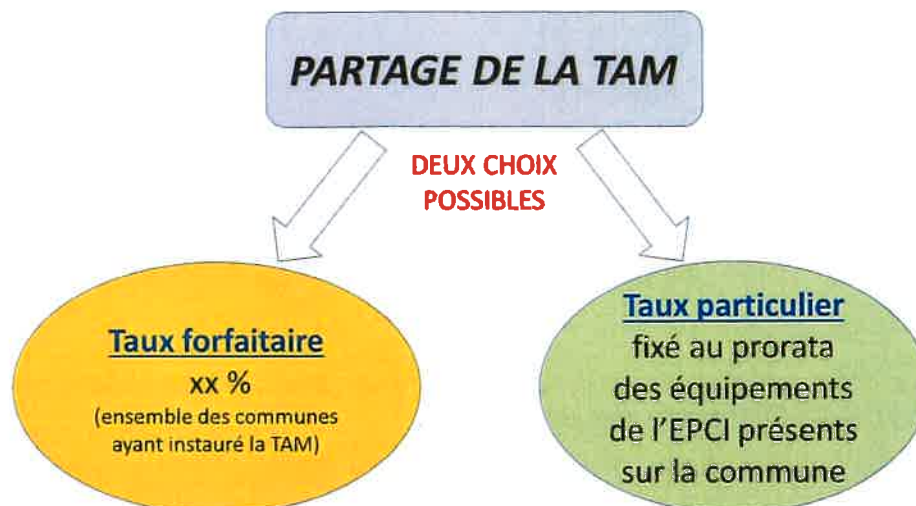 PARTAGE DE LA TAM
DEUX CHOIX
POSSIBLES
Taux forfaitaire
xx %
(ensemble des communes
ayant instauré la TAM)
Taux particulier
fixé au prorata
des équipements
de l'EPCI présents
sur la commune